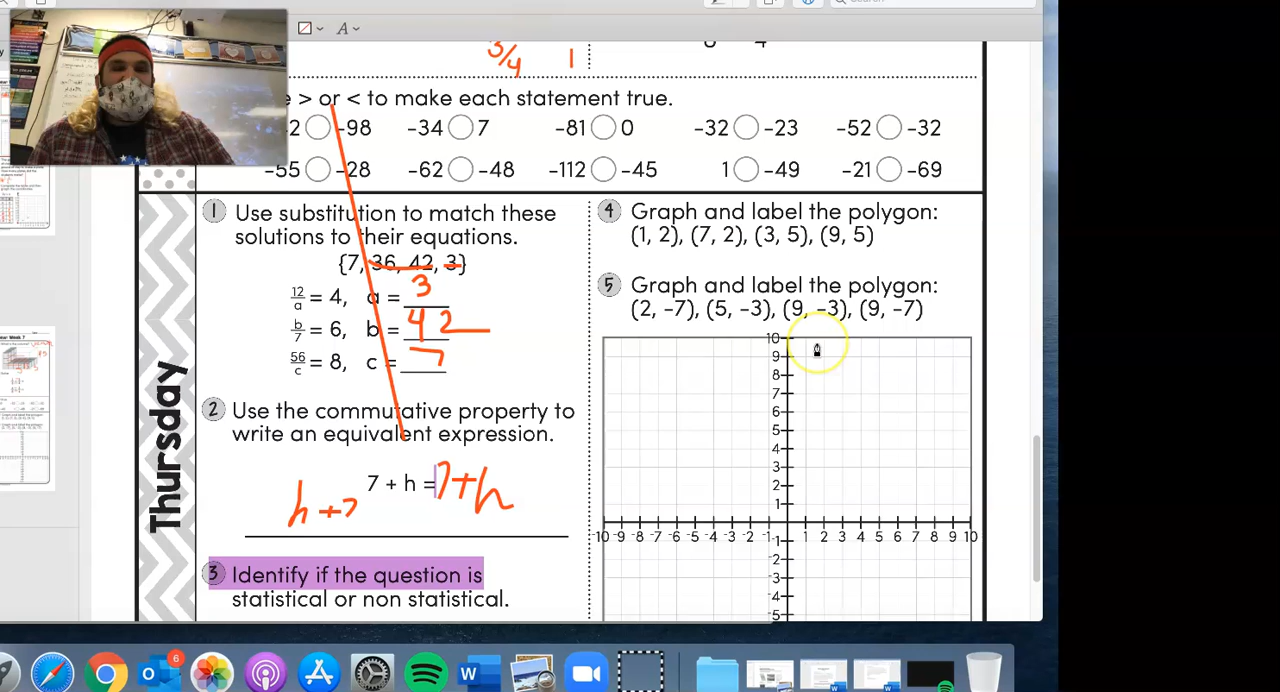 Search
A
3/4 1
> or < to make each statement true.
-98 -34 7 -81 0 -32 -23 -52 -32
-55 -28 -62 -48 -112 -45 1 -49 -21 -69
Thursday
1 Use substitution to match these
solutions to their equations.
{7, 36, 42, 3}
12/a = 4, a = 3
b/7 = 6, b = 42
56/c = 8, c = 7
2 Use the commutative property to
write an equivalent expression.
7 + h = 7+h
h+7
3 Identify if the question is
statistical or non statistical.
4 Graph and label the polygon:
(1, 2), (7, 2), (3, 5), (9, 5)
5 Graph and label the polygon:
(2, -7), (5, -3), (9, -3), (9, -7)
10
9
8
7
6
5
4
3
2
1
-10 -9 -8 -7 -6 -5 -4 -3 -2 -1 1 2 3 4 5 6 7 8 9 10
-1
-2
-3
-4
-5
6
W